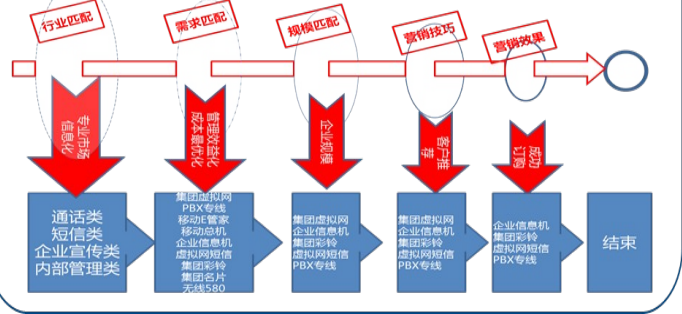 行业匹配
需求匹配
规模匹配
营销技巧
营销效果
专业市场
信息化
管理效益化
成本最优化
企业规模
客户推
荐
成功
订购
通话类
短信类
企业宣传类
内部管理类
集团虚拟网
PBX专线
移动E管家
移动总机
企业信息机
虚拟网短信
集团彩铃
集团名片
无线580
集团虚拟网
企业信息机
集团彩铃
虚拟网短信
PBX专线
集团虚拟网
企业信息机
集团彩铃
虚拟网短信
PBX专线
企业信息机
集团彩铃
虚拟网短信
PBX专线
结束